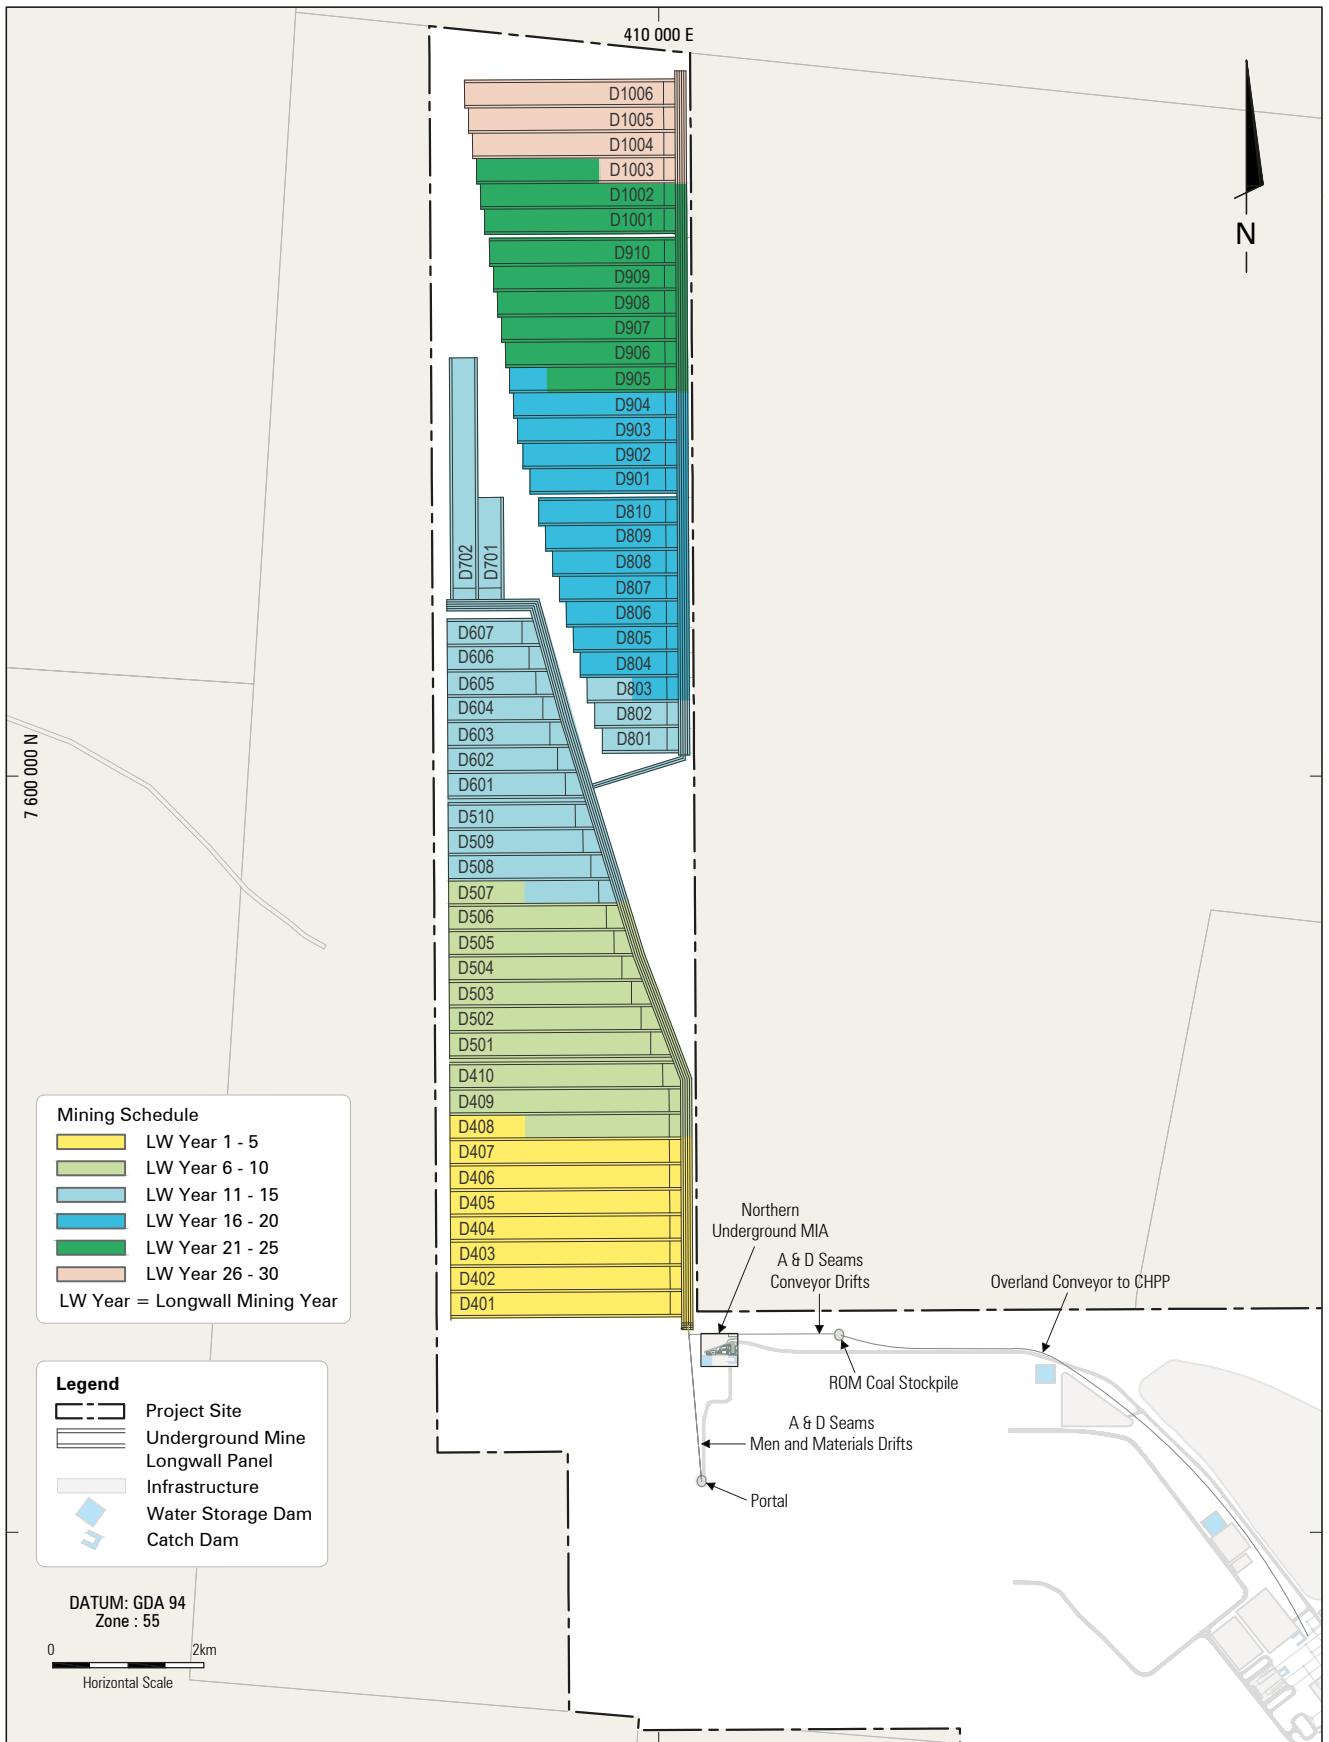 410 000 E
D1006
D1005
D1004
D1003
D1002
D1001
D910
D909
D908
D907
D906
D905
D904
D903
D902
D901
D810
D809
D808
D807
D806
D805
D804
D803
D802
D801
D702
D701
D607
D606
D605
D604
D603
D602
D601
D510
D509
D508
D507
D506
D505
D504
D503
D502
D501
D410
D409
D408
D407
D406
D405
D404
D403
D402
D401
N
7 600 000 N
Mining Schedule
LW Year 1 - 5
LW Year 6 - 10
LW Year 11 - 15
LW Year 16 - 20
LW Year 21 - 25
LW Year 26 - 30
LW Year = Longwall Mining Year
Northern
Underground MIA
A & D Seams
Conveyor Drifts
Overland Conveyor to CHPP
ROM Coal Stockpile
A & D Seams
Men and Materials Drifts
Portal
Legend
Project Site
Underground Mine
Longwall Panel
Infrastructure
Water Storage Dam
Catch Dam
DATUM: GDA 94
Zone : 55
0 2km
Horizontal Scale